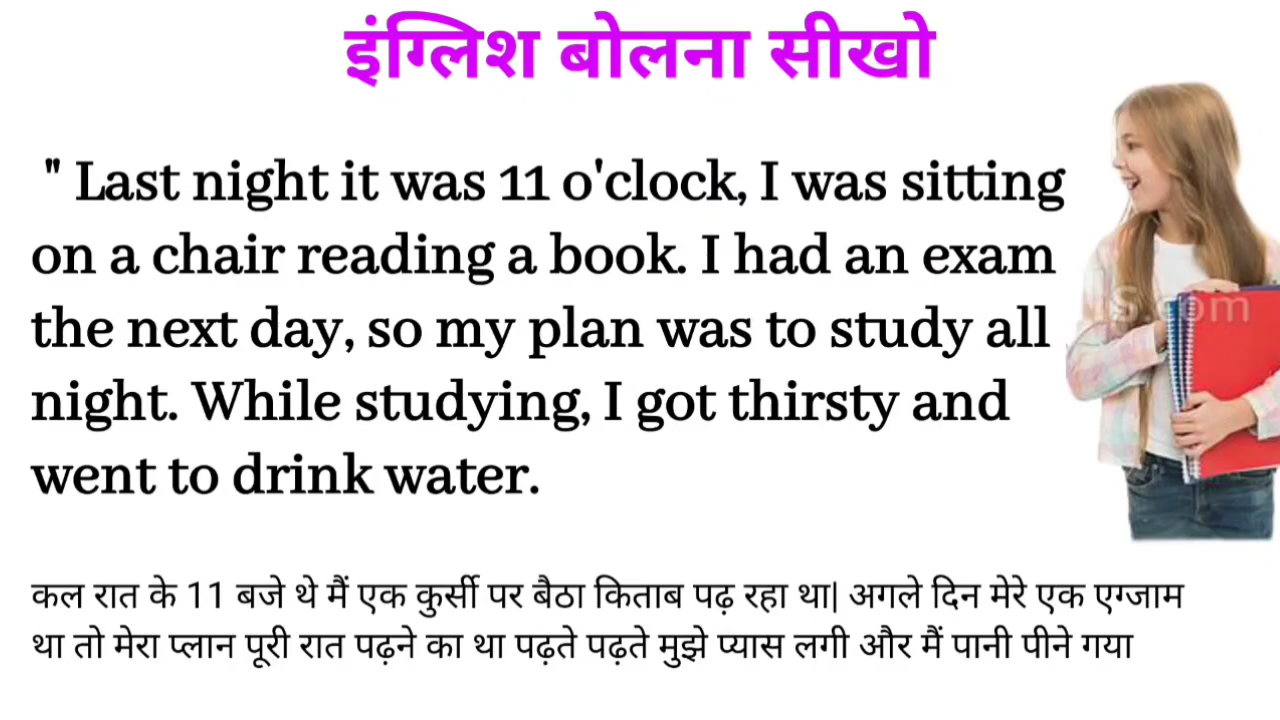 इंग्लिश बोलना सीखो
" Last night it was 11 o'clock, I was sitting
on a chair reading a book. I had an exam
the next day, so my plan was to study all
night. While studying, I got thirsty and
went to drink water.
कल रात के 11 बजे थे मैं एक कुर्सी पर बैठा किताब पढ़ रहा था| अगले दिन मेरे एक एग्जाम
था तो मेरा प्लान पूरी रात पढ़ने का था पढ़ते पढ़ते मुझे प्यास लगी और मैं पानी पीने गया